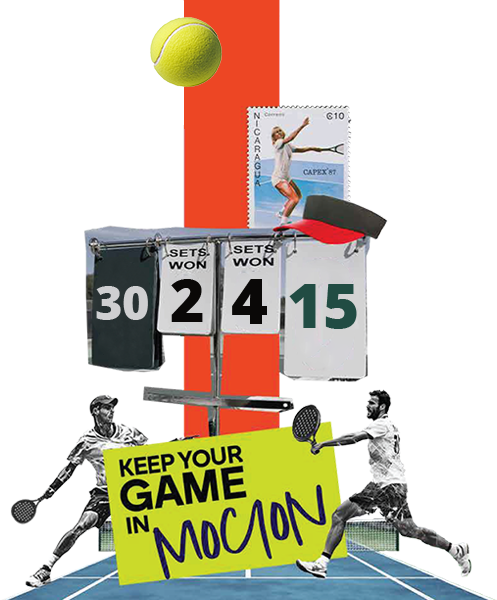 NICARAGUA
Correos
₡10
CAPEX'87
SETS
WON
SETS
WON
30
2
4
15
KEEP YOUR
GAME
IN
MOCION